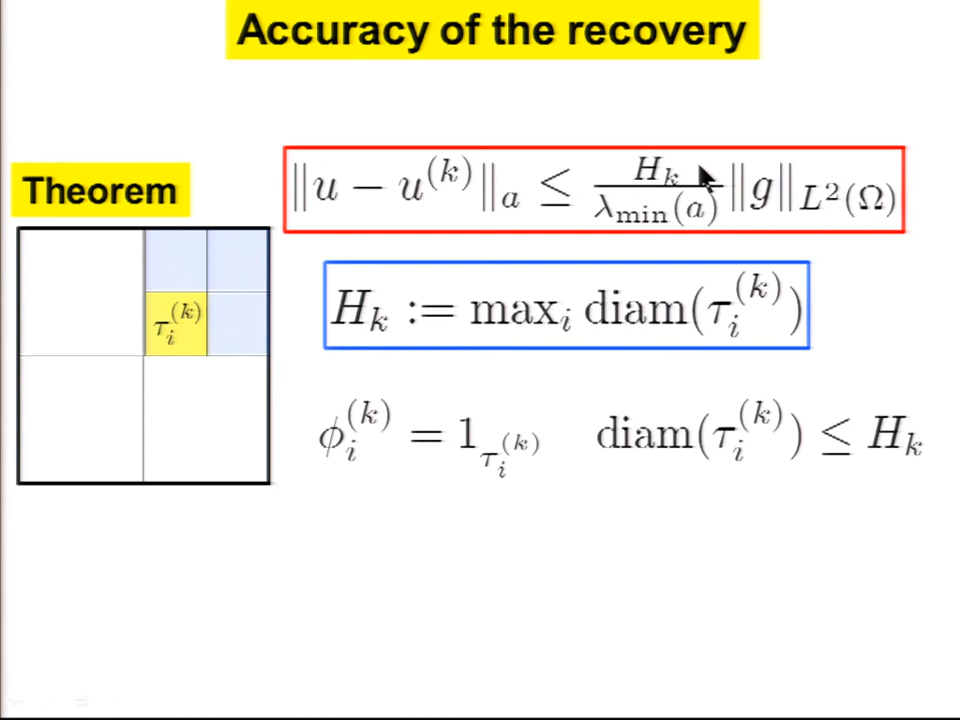 Accuracy of the recovery
Theorem
‖u − u^(k)‖_a ≤ H_k / λ_min(a) ‖g‖_L²(Ω)
τ_i^(k)
H_k := max_i diam(τ_i^(k))
φ_i^(k) = 1_τ_i^(k)    diam(τ_i^(k)) ≤ H_k